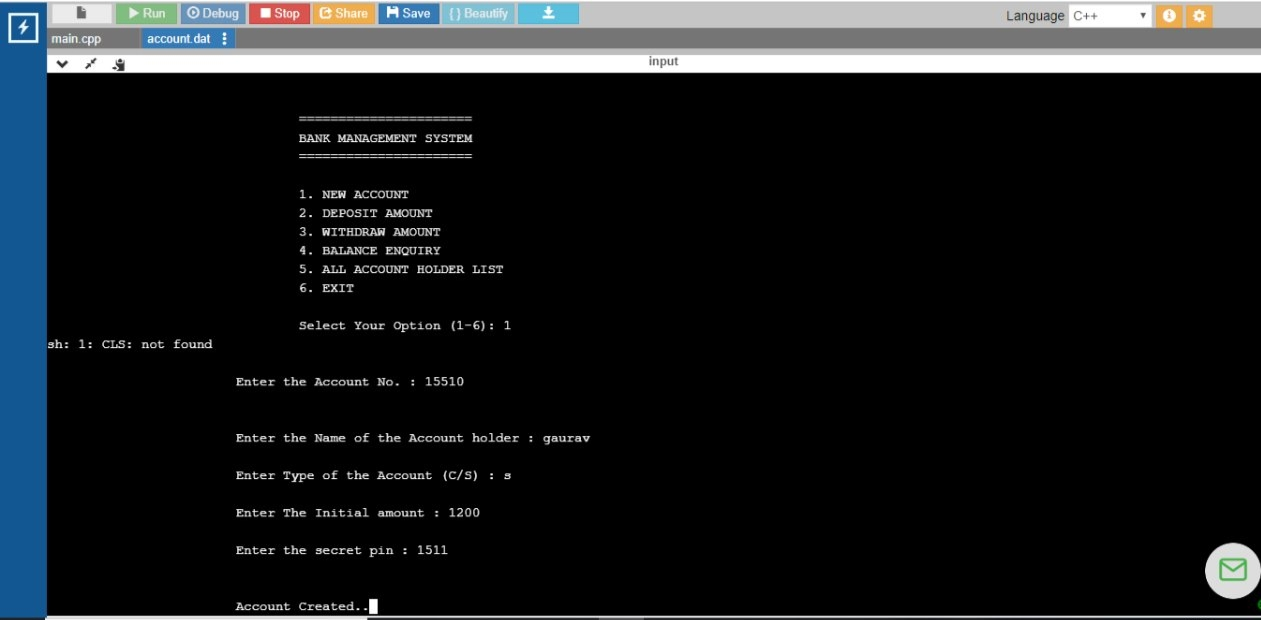 Run Debug Stop Share Save { } Beautify Language C++
main.cpp account.dat
input
======================
BANK MANAGEMENT SYSTEM
======================
1. NEW ACCOUNT
2. DEPOSIT AMOUNT
3. WITHDRAW AMOUNT
4. BALANCE ENQUIRY
5. ALL ACCOUNT HOLDER LIST
6. EXIT
Select Your Option (1-6): 1
sh: 1: CLS: not found
Enter the Account No. : 15510
Enter the Name of the Account holder : gaurav
Enter Type of the Account (C/S) : s
Enter The Initial amount : 1200
Enter the secret pin : 1511
Account Created..